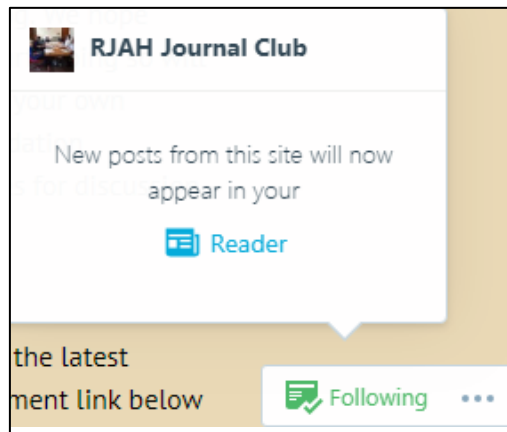 RJAH Journal Club
New posts from this site will now
appear in your
Reader
the latest
ment link below
Following